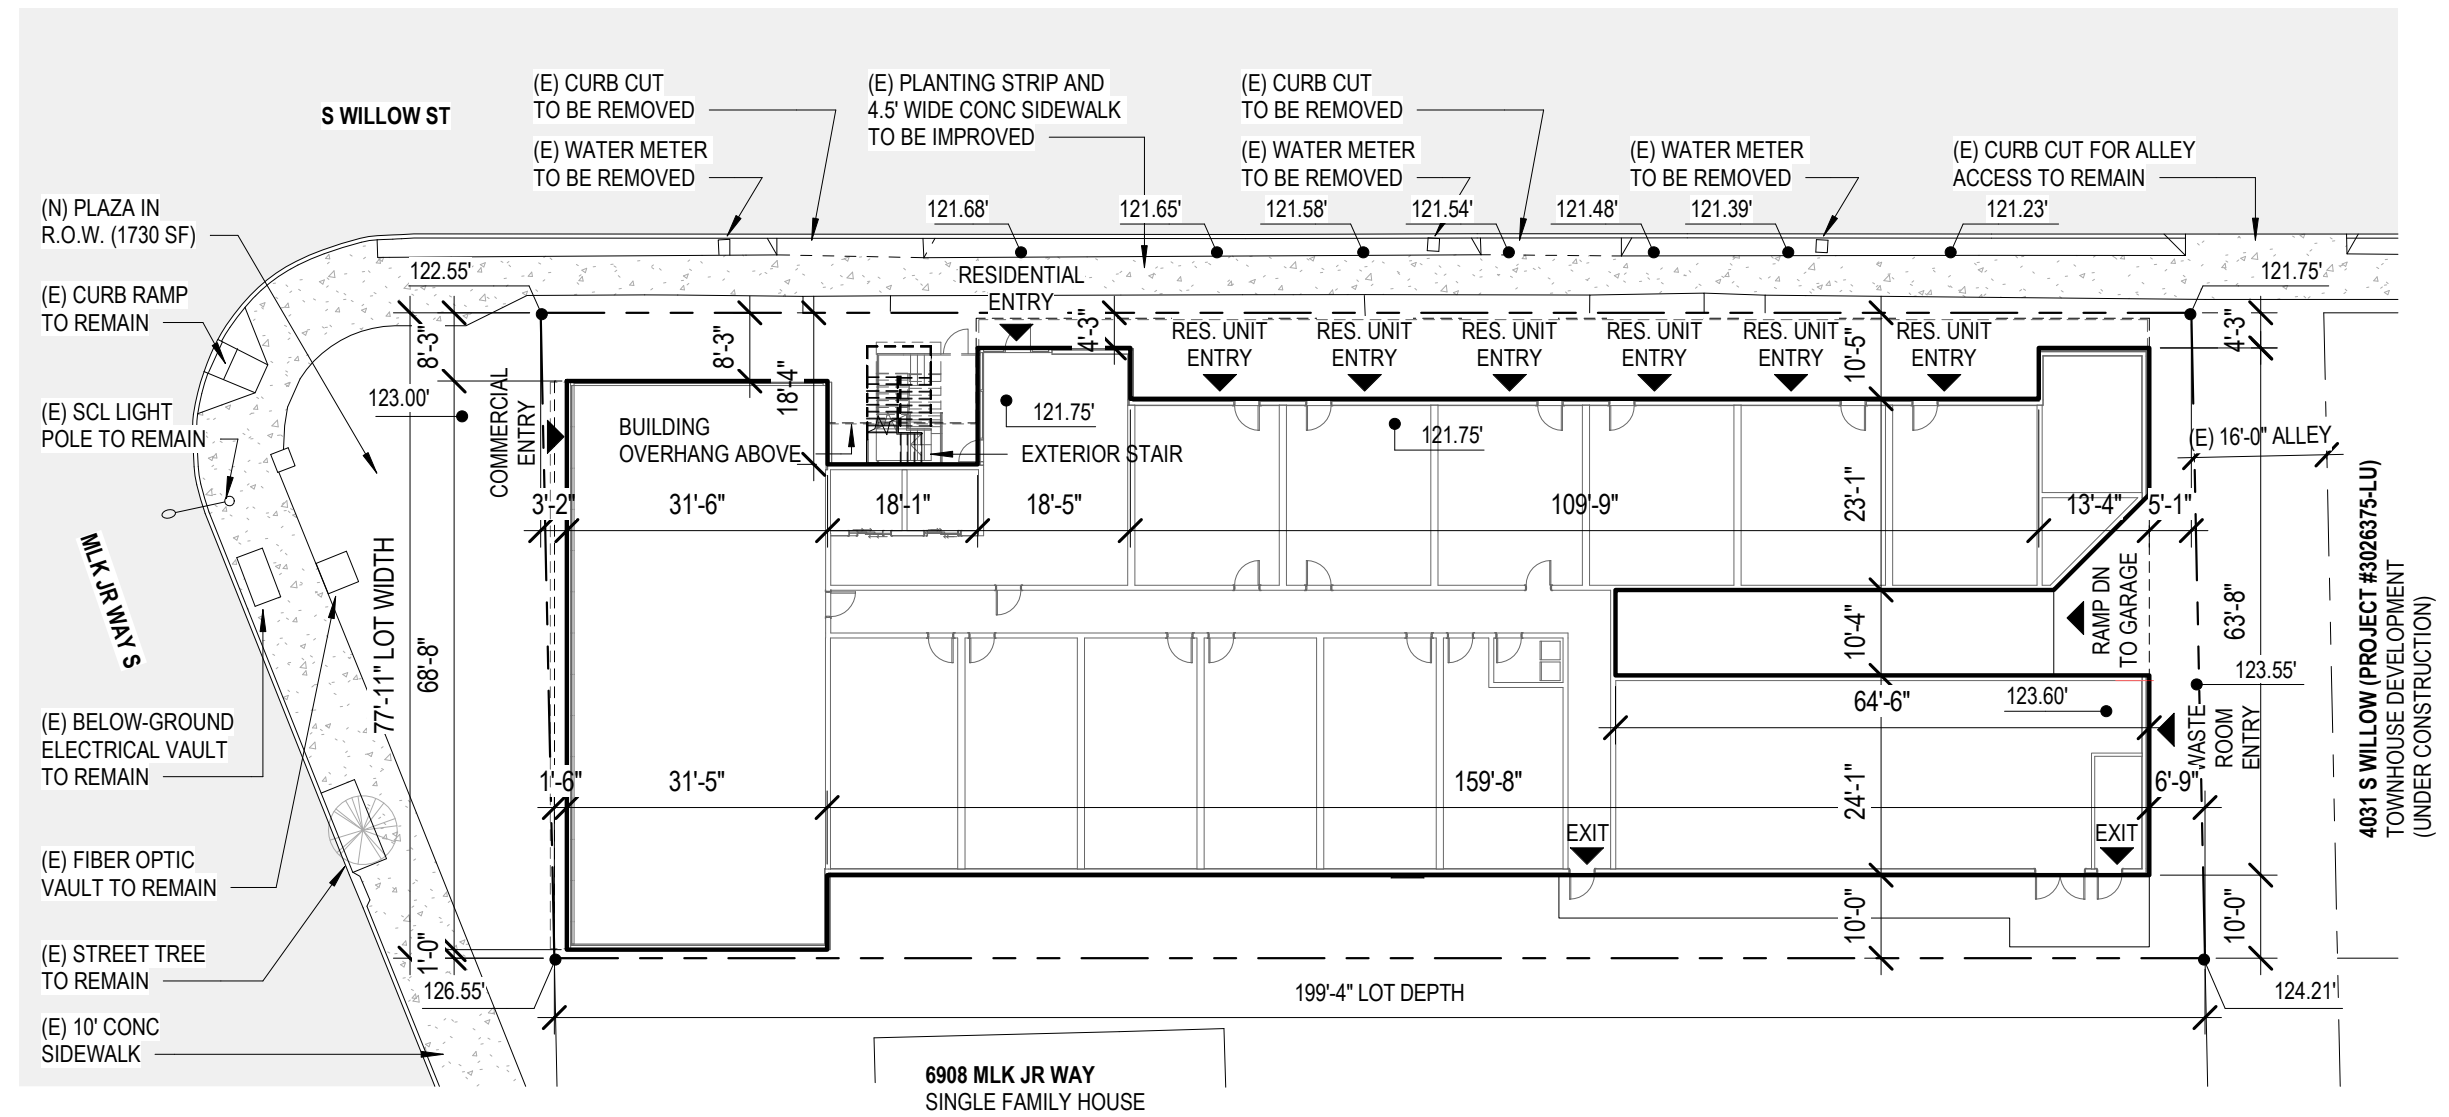 S WILLOW ST
(E) CURB CUT
TO BE REMOVED
(E) WATER METER
TO BE REMOVED
(E) PLANTING STRIP AND
4.5' WIDE CONC SIDEWALK
TO BE IMPROVED
(E) CURB CUT
TO BE REMOVED
(E) WATER METER
TO BE REMOVED
(E) WATER METER
TO BE REMOVED
(E) CURB CUT FOR ALLEY
ACCESS TO REMAIN
(N) PLAZA IN
R.O.W. (1730 SF)
(E) CURB RAMP
TO REMAIN
(E) SCL LIGHT
POLE TO REMAIN
MLK JR WAY S
(E) BELOW-GROUND
ELECTRICAL VAULT
TO REMAIN
(E) FIBER OPTIC
VAULT TO REMAIN
(E) STREET TREE
TO REMAIN
(E) 10' CONC
SIDEWALK
121.68'
121.65'
121.58'
121.54'
121.48'
121.39'
121.23'
122.55'
121.75'
123.00'
RESIDENTIAL
ENTRY
RES. UNIT
ENTRY
RES. UNIT
ENTRY
RES. UNIT
ENTRY
RES. UNIT
ENTRY
RES. UNIT
ENTRY
RES. UNIT
ENTRY
8'-3"
8'-3"
18'-4"
4'-3"
10'-5"
4'-3"
COMMERCIAL
ENTRY
BUILDING
OVERHANG ABOVE
EXTERIOR STAIR
121.75'
121.75'
(E) 16'-0" ALLEY
3'-2"
31'-6"
18'-1"
18'-5"
109'-9"
23'-1"
13'-4"
5'-1"
77'-11" LOT WIDTH
68'-8"
10'-4"
RAMP DN
TO GARAGE
63'-8"
123.55'
64'-6"
123.60'
WASTE
ROOM
ENTRY
1'-6"
31'-5"
159'-8"
24'-1"
6'-9"
EXIT
EXIT
1'-0"
10'-0"
10'-0"
126.55'
199'-4" LOT DEPTH
124.21'
4031 S WILLOW (PROJECT #3026375-LU)
TOWNHOUSE DEVELOPMENT
(UNDER CONSTRUCTION)
6908 MLK JR WAY
SINGLE FAMILY HOUSE